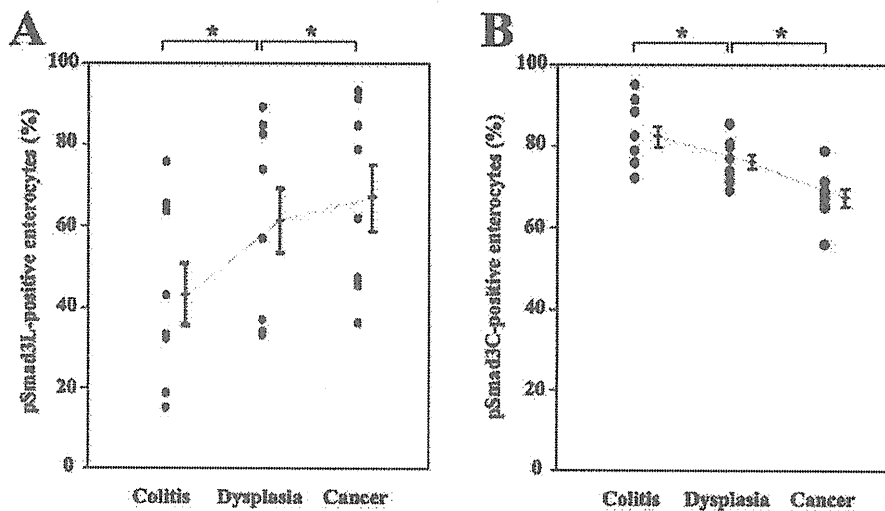 A
* *
pSmad3L-positive enterocytes (%)
100
80
60
40
20
0
Colitis Dysplasia Cancer
B
* *
pSmad3C-positive enterocytes (%)
100
80
60
40
20
0
Colitis Dysplasia Cancer